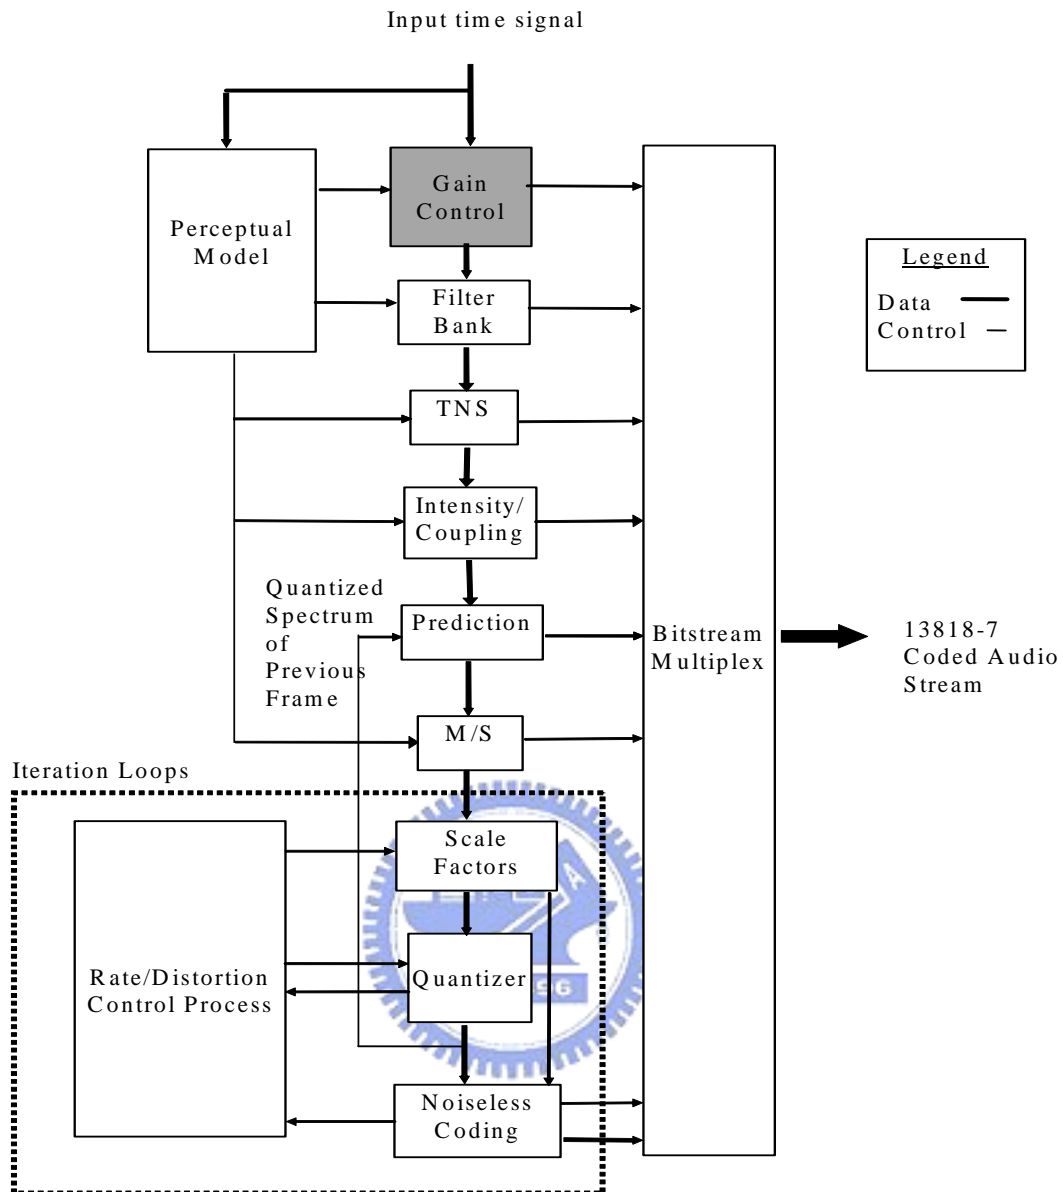 Input time signal
Gain
Control
Perceptual
Model
Legend
Data
Control
Filter
Bank
TNS
Intensity/
Coupling
Quantized
Spectrum
of
Previous
Frame
Prediction
Bitstream
Multiplex
13818-7
Coded Audio
Stream
M/S
Iteration Loops
Scale
Factors
Rate/Distortion
Control Process
Quantizer
Noiseless
Coding